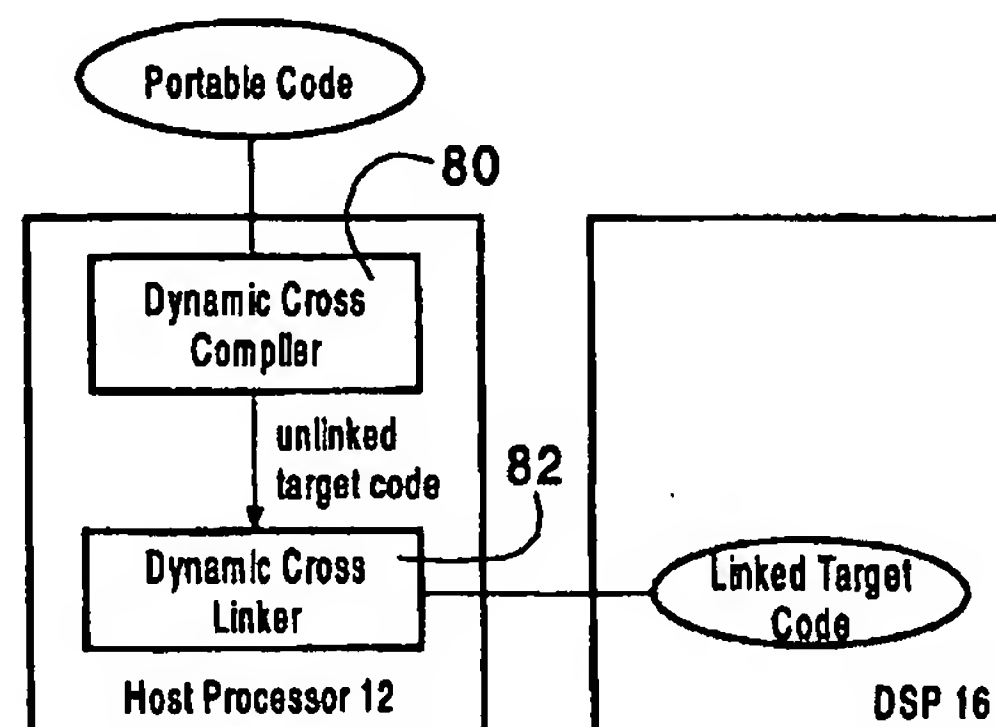 Portable Code
80
Dynamic Cross
Compiler
unlinked
target code
82
Dynamic Cross
Linker
Linked Target
Code
Host Processor 12
DSP 16